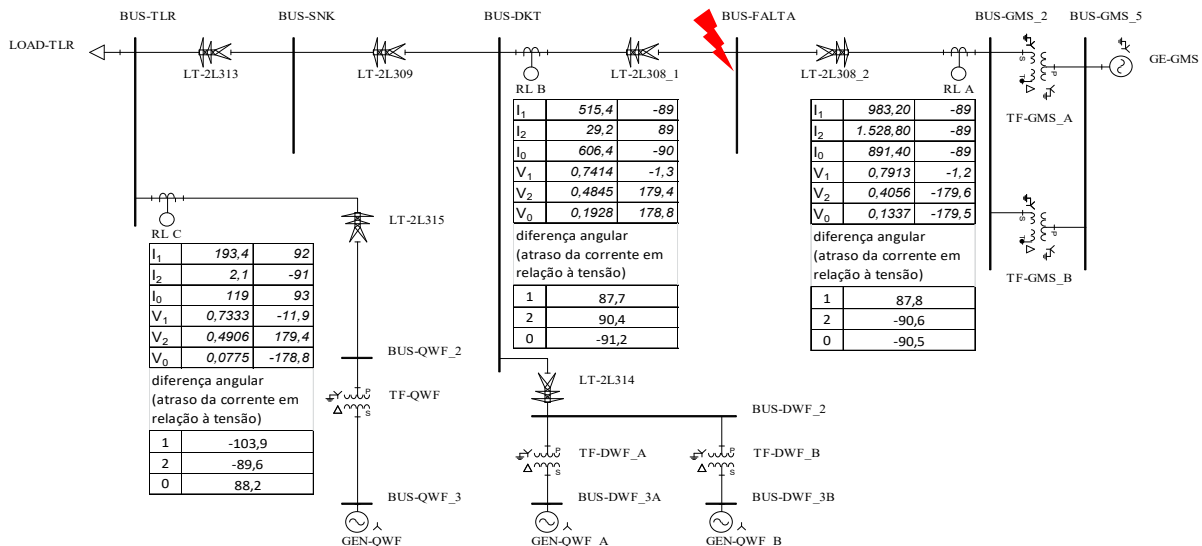 BUS-TLR
BUS-SNK
BUS-DKT
BUS-FALTA
BUS-GMS_2
BUS-GMS_5
LOAD-TLR
LT-2L313
LT-2L309
RL B
LT-2L308_1
LT-2L308_2
RL A
GE-GMS
S
P
TF-GMS_A
I1 515,4 -89
I2 29,2 89
I0 606,4 -90
V1 0,7414 -1,3
V2 0,4845 179,4
V0 0,1928 178,8
diferença angular
(atraso da corrente em
relação à tensão)
1 87,7
2 90,4
0 -91,2
I1 983,20 -89
I2 1.528,80 -89
I0 891,40 -89
V1 0,7913 -1,2
V2 0,4056 -179,6
V0 0,1337 -179,5
diferença angular
(atraso da corrente em
relação à tensão)
1 87,8
2 -90,6
0 -90,5
S
P
TF-GMS_B
RL C
LT-2L315
I1 193,4 92
I2 2,1 -91
I0 119 93
V1 0,7333 -11,9
V2 0,4906 179,4
V0 0,0775 -178,8
diferença angular
(atraso da corrente em
relação à tensão)
1 -103,9
2 -89,6
0 88,2
BUS-QWF_2
P
S
TF-QWF
BUS-QWF_3
GEN-QWF
LT-2L314
BUS-DWF_2
P
S
TF-DWF_A
P
S
TF-DWF_B
BUS-DWF_3A
BUS-DWF_3B
GEN-QWF_A
GEN-QWF_B